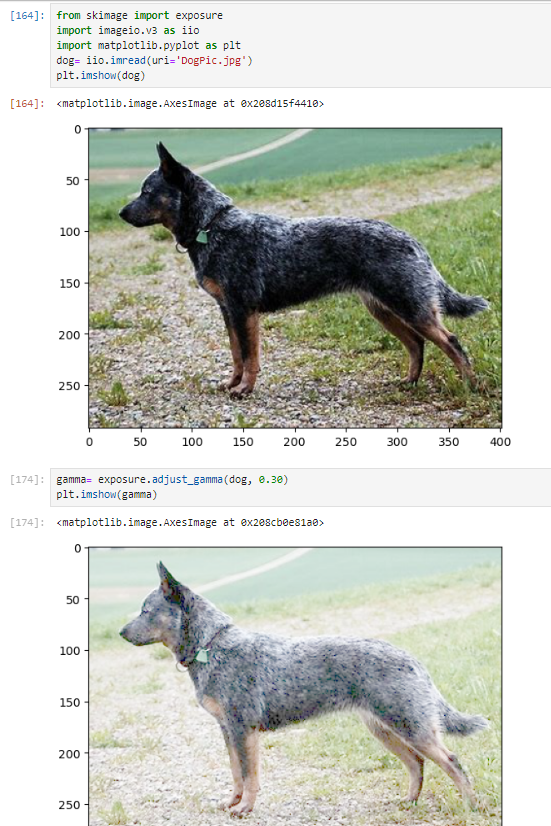 [164]: from skimage import exposure
import imageio.v3 as iio
import matplotlib.pyplot as plt
dog= iio.imread(uri='DogPic.jpg')
plt.imshow(dog)
[164]: <matplotlib.image.AxesImage at 0x208d15f4410>
0
50
100
150
200
250
0 50 100 150 200 250 300 350 400
[174]: gamma= exposure.adjust_gamma(dog, 0.30)
plt.imshow(gamma)
[174]: <matplotlib.image.AxesImage at 0x208cb0e81a0>
0
50
100
150
200
250